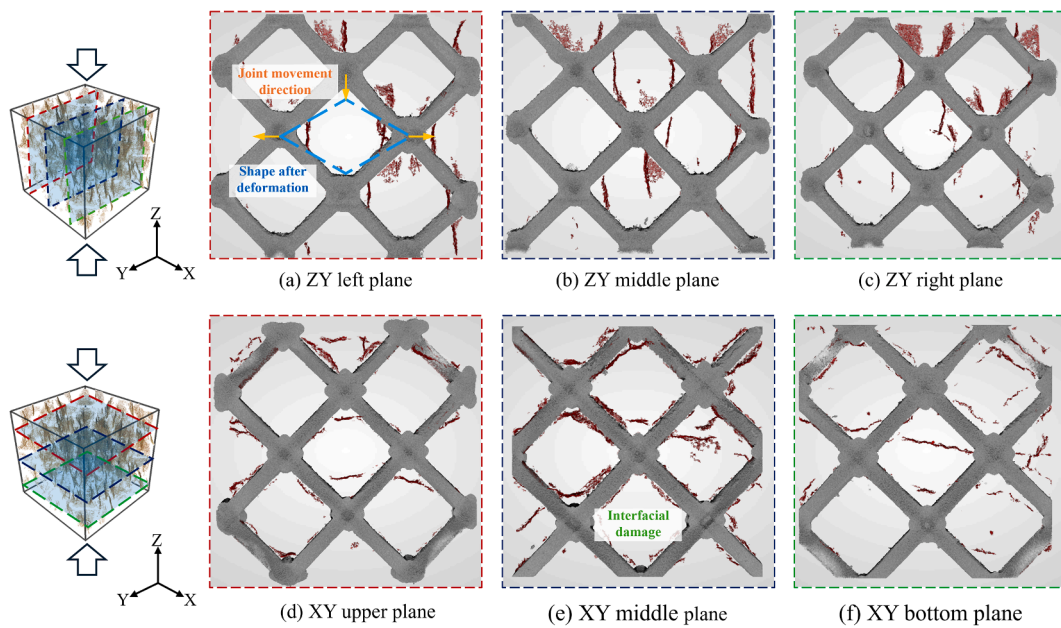 Joint movement
direction
Shape after
deformation
Z
Y
X
(a) ZY left plane
(b) ZY middle plane
(c) ZY right plane
Interfacial
damage
Z
Y
X
(d) XY upper plane
(e) XY middle plane
(f) XY bottom plane